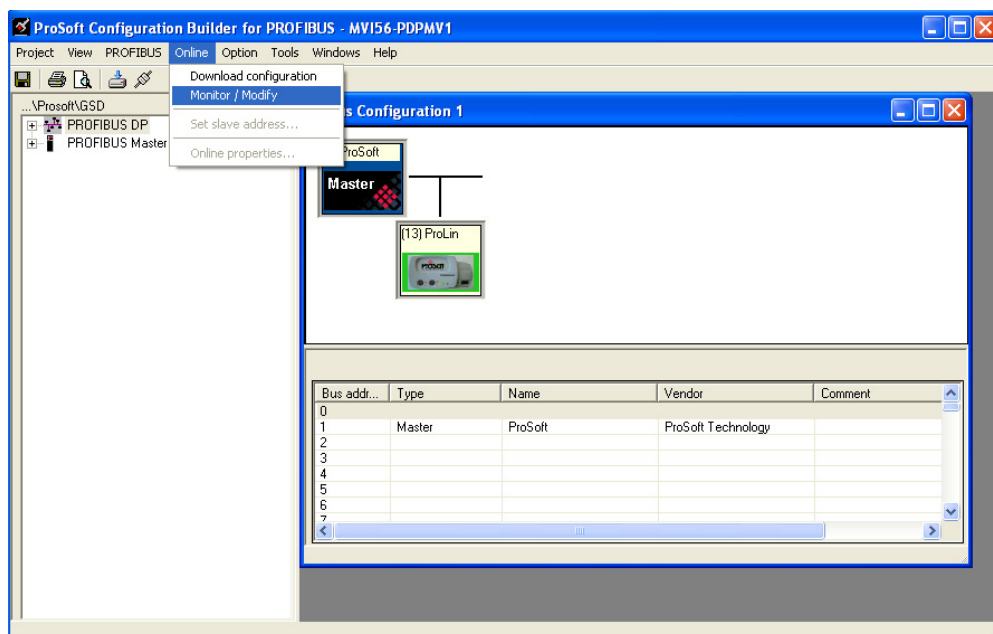 ProSoft Configuration Builder for PROFIBUS - MVI56-PDPMV1
Project View PROFIBUS Online Option Tools Windows Help
Download configuration
Monitor / Modify
Set slave address...
Online properties...
...\Prosoft\GSD
PROFIBUS DP
PROFIBUS Master
s Configuration 1
ProSoft
Master
(13) ProLin
Bus addr... Type Name Vendor Comment
0
1 Master ProSoft ProSoft Technology
2
3
4
5
6
7